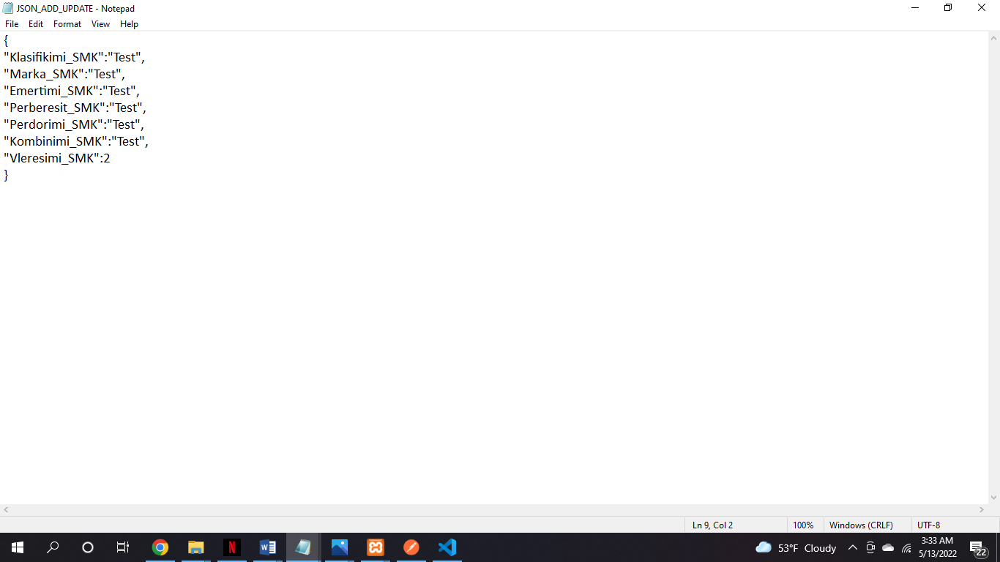 JSON_ADD_UPDATE - Notepad
File Edit Format View Help
{
"Klasifikimi_SMK":"Test",
"Marka_SMK":"Test",
"Emertimi_SMK":"Test",
"Perberesit_SMK":"Test",
"Perdorimi_SMK":"Test",
"Kombinimi_SMK":"Test",
"Vleresimi_SMK":2
}
Ln 9, Col 2 100% Windows (CRLF) UTF-8
N W 53°F Cloudy 3:33 AM
5/13/2022 22